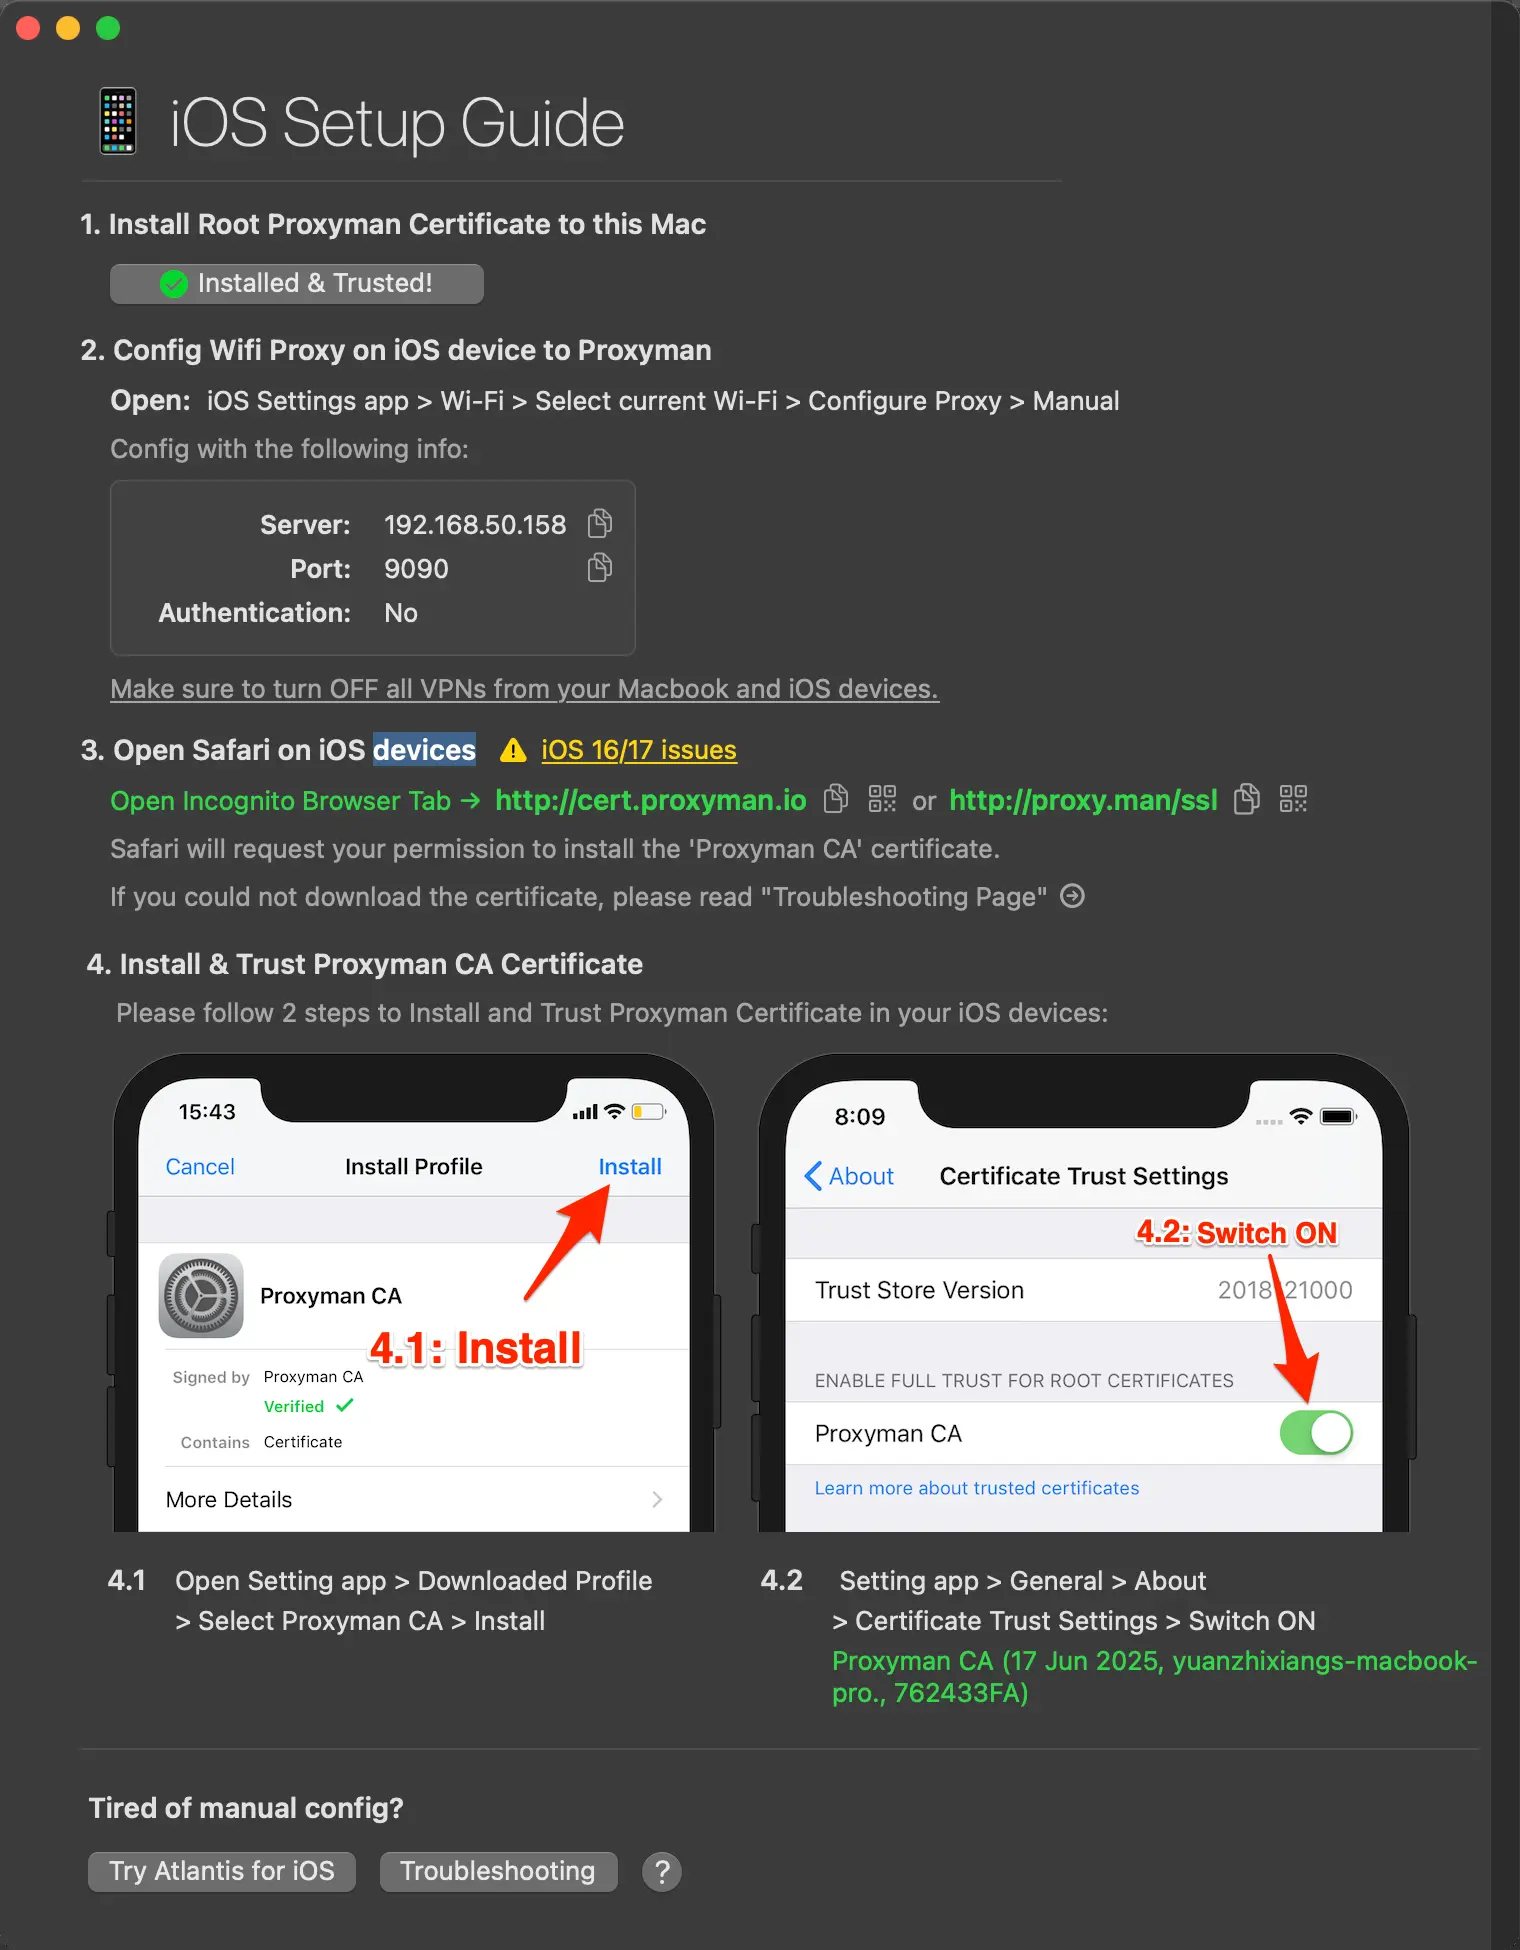 iOS Setup Guide
1. Install Root Proxyman Certificate to this Mac
Installed & Trusted!
2. Config Wifi Proxy on iOS device to Proxyman
Open: iOS Settings app > Wi-Fi > Select current Wi-Fi > Configure Proxy > Manual
Config with the following info:
Server: 192.168.50.158
Port: 9090
Authentication: No
Make sure to turn OFF all VPNs from your Macbook and iOS devices.
3. Open Safari on iOS devices iOS 16/17 issues
Open Incognito Browser Tab → http://cert.proxyman.io or http://proxy.man/ssl
Safari will request your permission to install the 'Proxyman CA' certificate.
If you could not download the certificate, please read "Troubleshooting Page"
4. Install & Trust Proxyman CA Certificate
Please follow 2 steps to Install and Trust Proxyman Certificate in your iOS devices:
15:43
Cancel Install Profile Install
Proxyman CA
4.1: Install
Signed by Proxyman CA
Verified ✓
Contains Certificate
More Details
8:09
About Certificate Trust Settings
4.2: Switch ON
Trust Store Version 2018 21000
ENABLE FULL TRUST FOR ROOT CERTIFICATES
Proxyman CA
Learn more about trusted certificates
4.1 Open Setting app > Downloaded Profile
> Select Proxyman CA > Install
4.2 Setting app > General > About
> Certificate Trust Settings > Switch ON
Proxyman CA (17 Jun 2025, yuanzhixiangs-macbook-
pro., 762433FA)
Tired of manual config?
Try Atlantis for iOS Troubleshooting ?